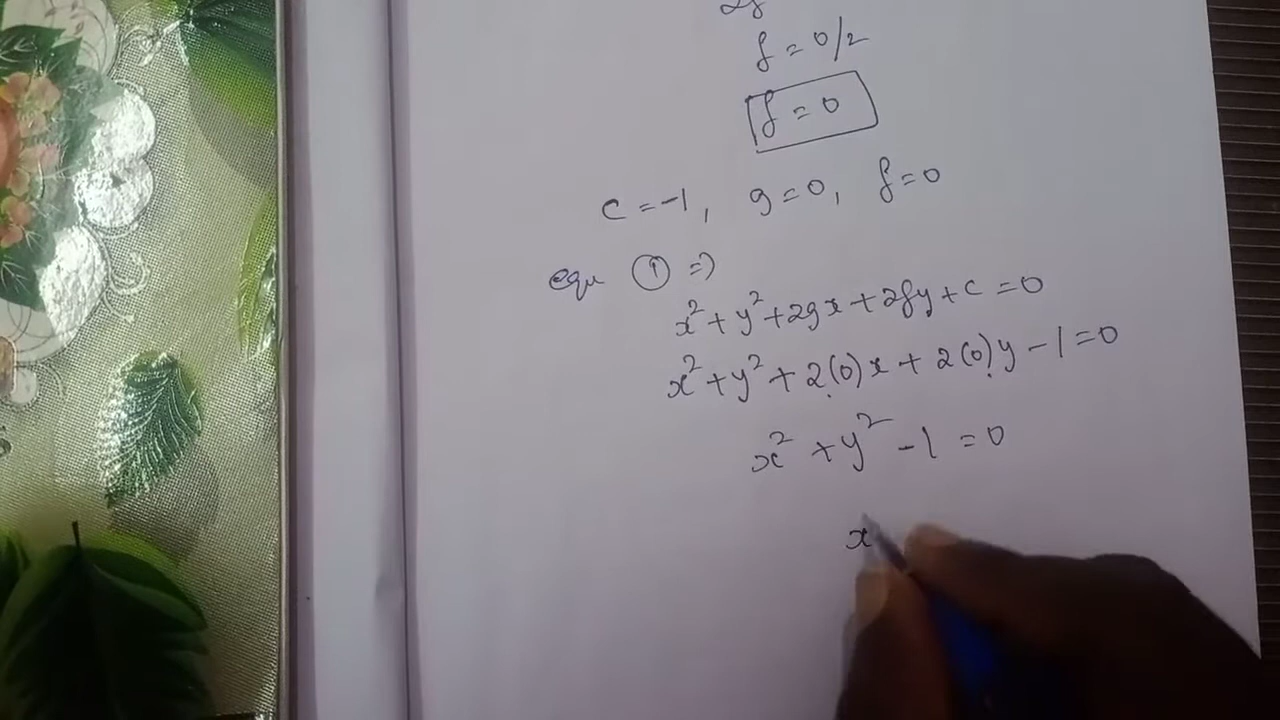 2f
f = 0/2
f = 0
c = -1, g = 0, f = 0
equ ① =>
x² + y² + 2gx + 2fy + c = 0
x² + y² + 2(0)x + 2(0)y - 1 = 0
x² + y² - 1 = 0
x